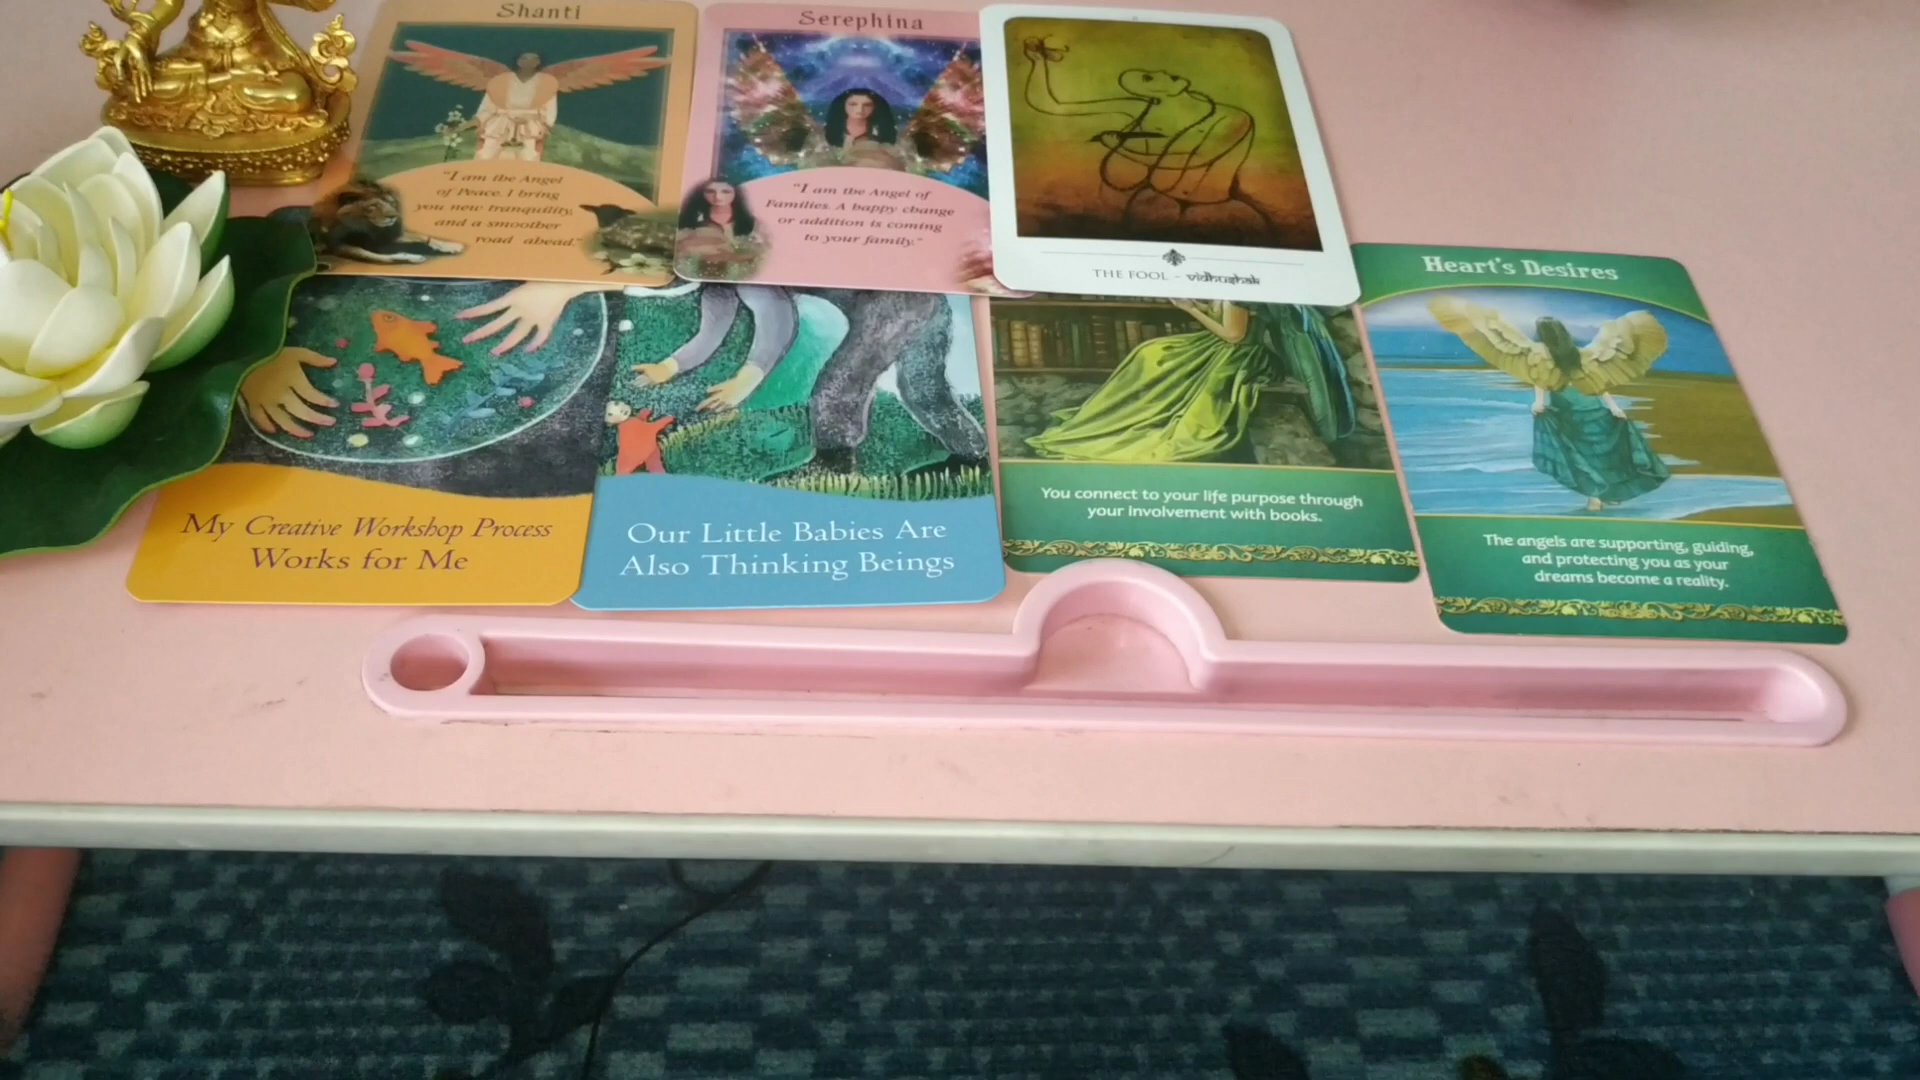 Shanti
"I am the Angel
of Peace. I bring
you new tranquility,
and a smoother
road ahead."
Serephina
"I am the Angel of
Families. A happy change
or addition is coming
to your family."
THE FOOL - vidhushak
My Creative Workshop Process
Works for Me
Our Little Babies Are
Also Thinking Beings
You connect to your life purpose through
your involvement with books.
Heart's Desires
The angels are supporting, guiding,
and protecting you as your
dreams become a reality.